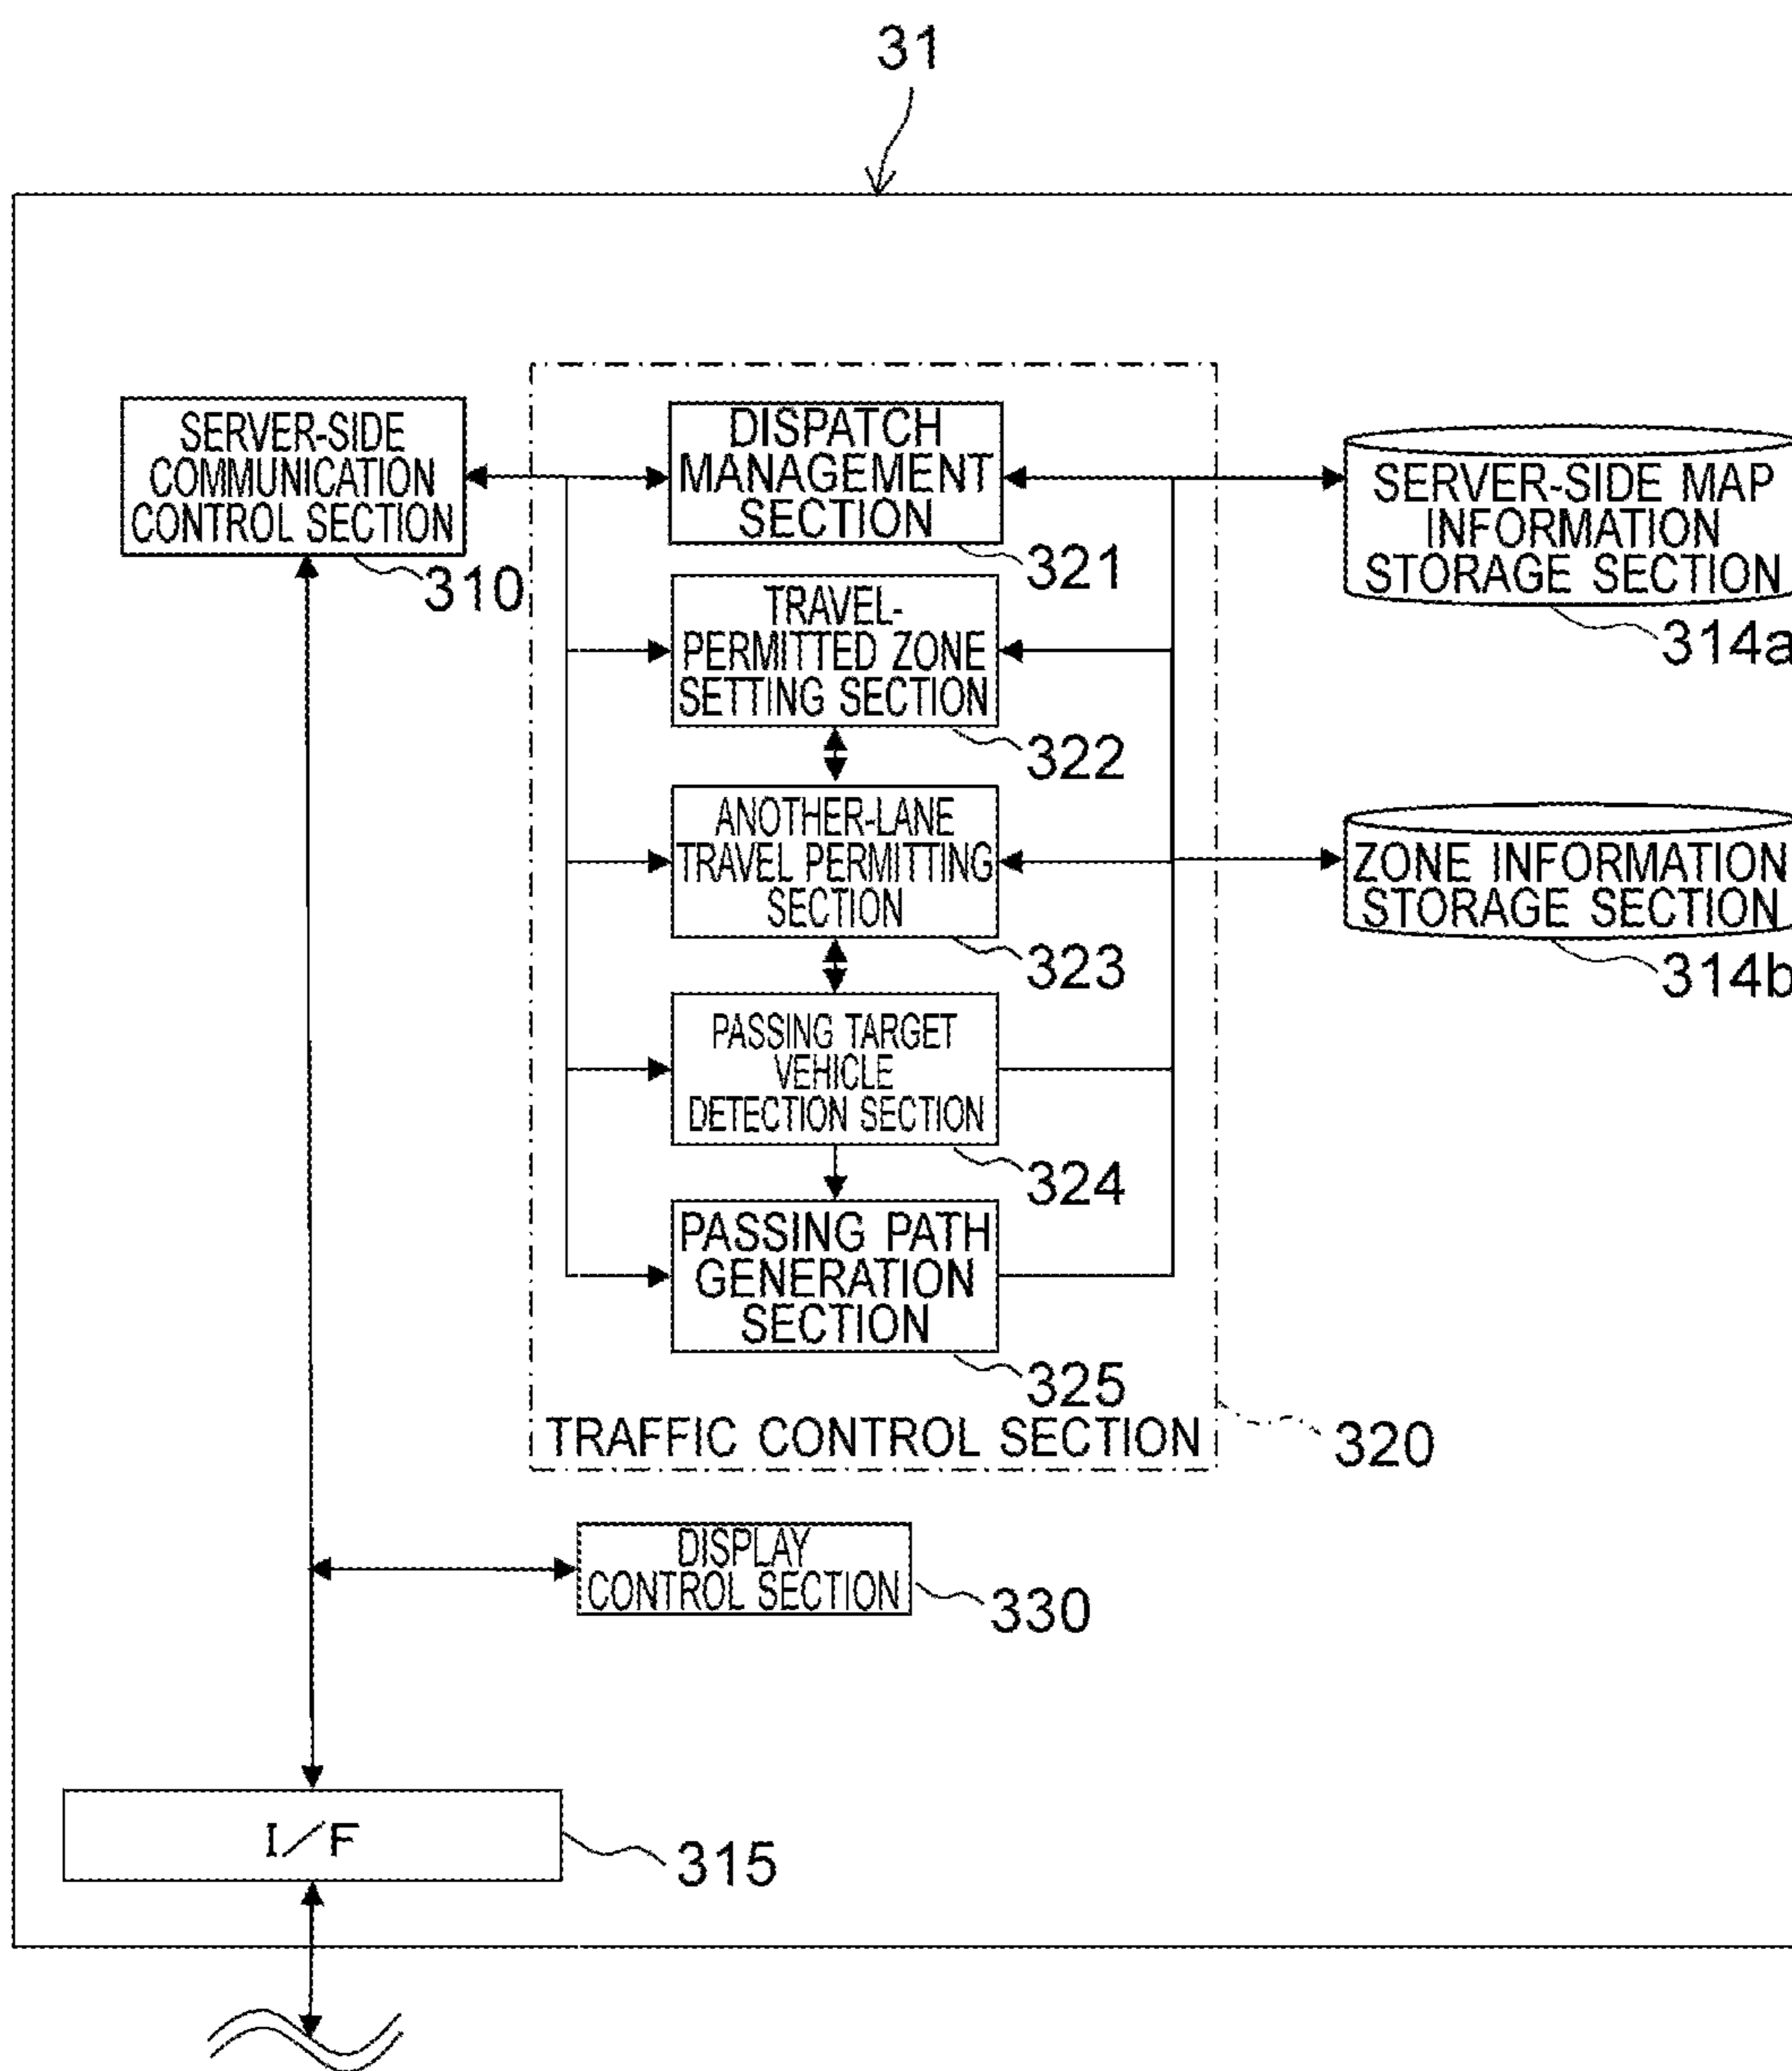 31
SERVER-SIDE
COMMUNICATION
CONTROL SECTION
310
DISPATCH
MANAGEMENT
SECTION
321
SERVER-SIDE MAP
INFORMATION
STORAGE SECTION
314a
TRAVEL-
PERMITTED ZONE
SETTING SECTION
322
ANOTHER-LANE
TRAVEL PERMITTING
SECTION
323
ZONE INFORMATION
STORAGE SECTION
314b
PASSING TARGET
VEHICLE
DETECTION SECTION
324
PASSING PATH
GENERATION
SECTION
325
TRAFFIC CONTROL SECTION
320
DISPLAY
CONTROL SECTION
330
I/F
315